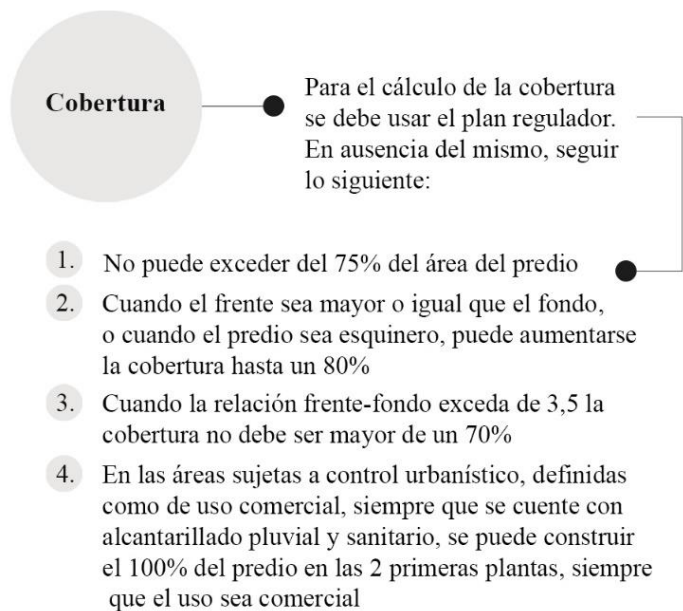 Cobertura
Para el cálculo de la cobertura
se debe usar el plan regulador.
En ausencia del mismo, seguir
lo siguiente:
1. No puede exceder del 75% del área del predio
2. Cuando el frente sea mayor o igual que el fondo,
o cuando el predio sea esquinero, puede aumentarse
la cobertura hasta un 80%
3. Cuando la relación frente-fondo exceda de 3,5 la
cobertura no debe ser mayor de un 70%
4. En las áreas sujetas a control urbanístico, definidas
como de uso comercial, siempre que se cuente con
alcantarillado pluvial y sanitario, se puede construir
el 100% del predio en las 2 primeras plantas, siempre
que el uso sea comercial